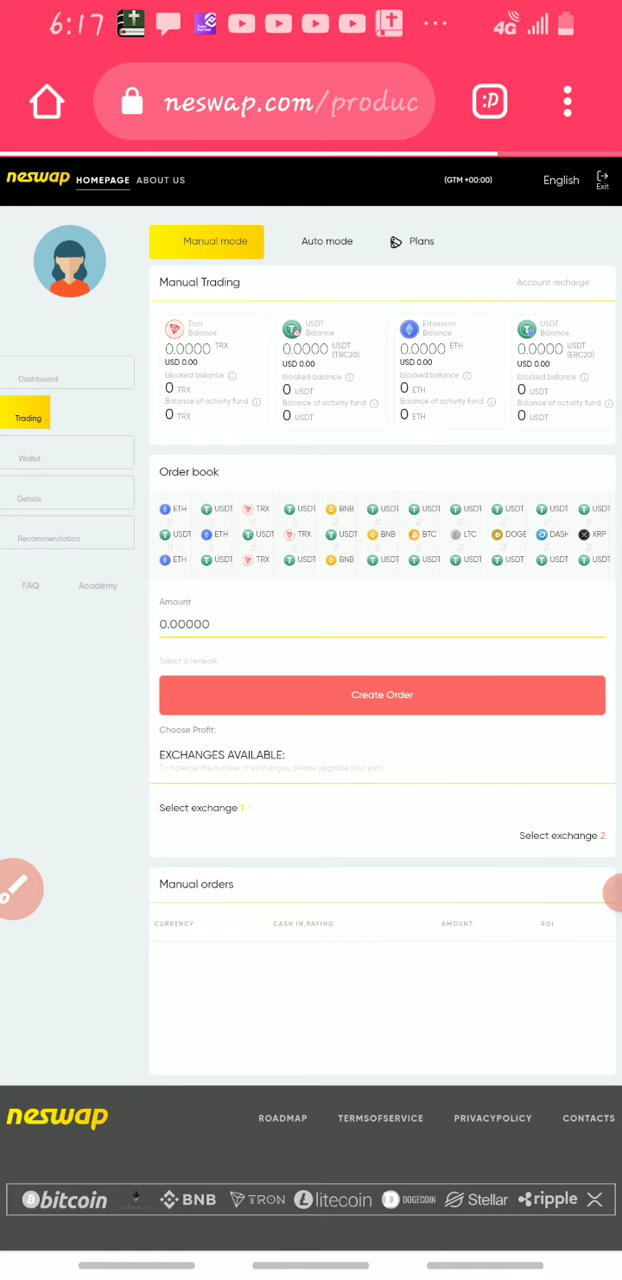 6:17 4G
neswap.com/produc :D
neswap HOMEPAGE ABOUT US (GTM +00:00) English Exit
Manual mode Auto mode Plans
Manual Trading Account recharge
Tron Balance
0.0000 TRX
USD 0.00
blocked balance
0 TRX
Balance of activity fund
0 TRX
USDT Balance
0.0000 USDT (TRC20)
USD 0.00
blocked balance
0 USDT
Balance of activity fund
0 USDT
Ethereum Balance
0.0000 ETH
USD 0.00
blocked balance
0 ETH
Balance of activity fund
0 ETH
USDT Balance
0.0000 USDT (ERC20)
USD 0.00
blocked balance
0 USDT
Balance of activity fund
0 USDT
Dashboard
Trading
Wallet
Details
Recommendation
FAQ Academy
Order book
ETH USDT TRX USDT BNB USDT USDT USDT USDT USDT USDT
USDT ETH USDT TRX USDT BNB BTC LTC DOGE DASH XRP
ETH USDT TRX USDT BNB USDT USDT USDT USDT USDT USDT
Amount
0.00000
Select a network
Create Order
Choose Profit:
EXCHANGES AVAILABLE:
To increase the number of exchanges, please upgrade your plan
Select exchange 1
Select exchange 2
Manual orders
CURRENCY CASH IN,PAYING AMOUNT ROI
neswap ROADMAP TERMSOFSERVICE PRIVACYPOLICY CONTACTS
bitcoin BNB TRON litecoin DOGECOIN Stellar ripple